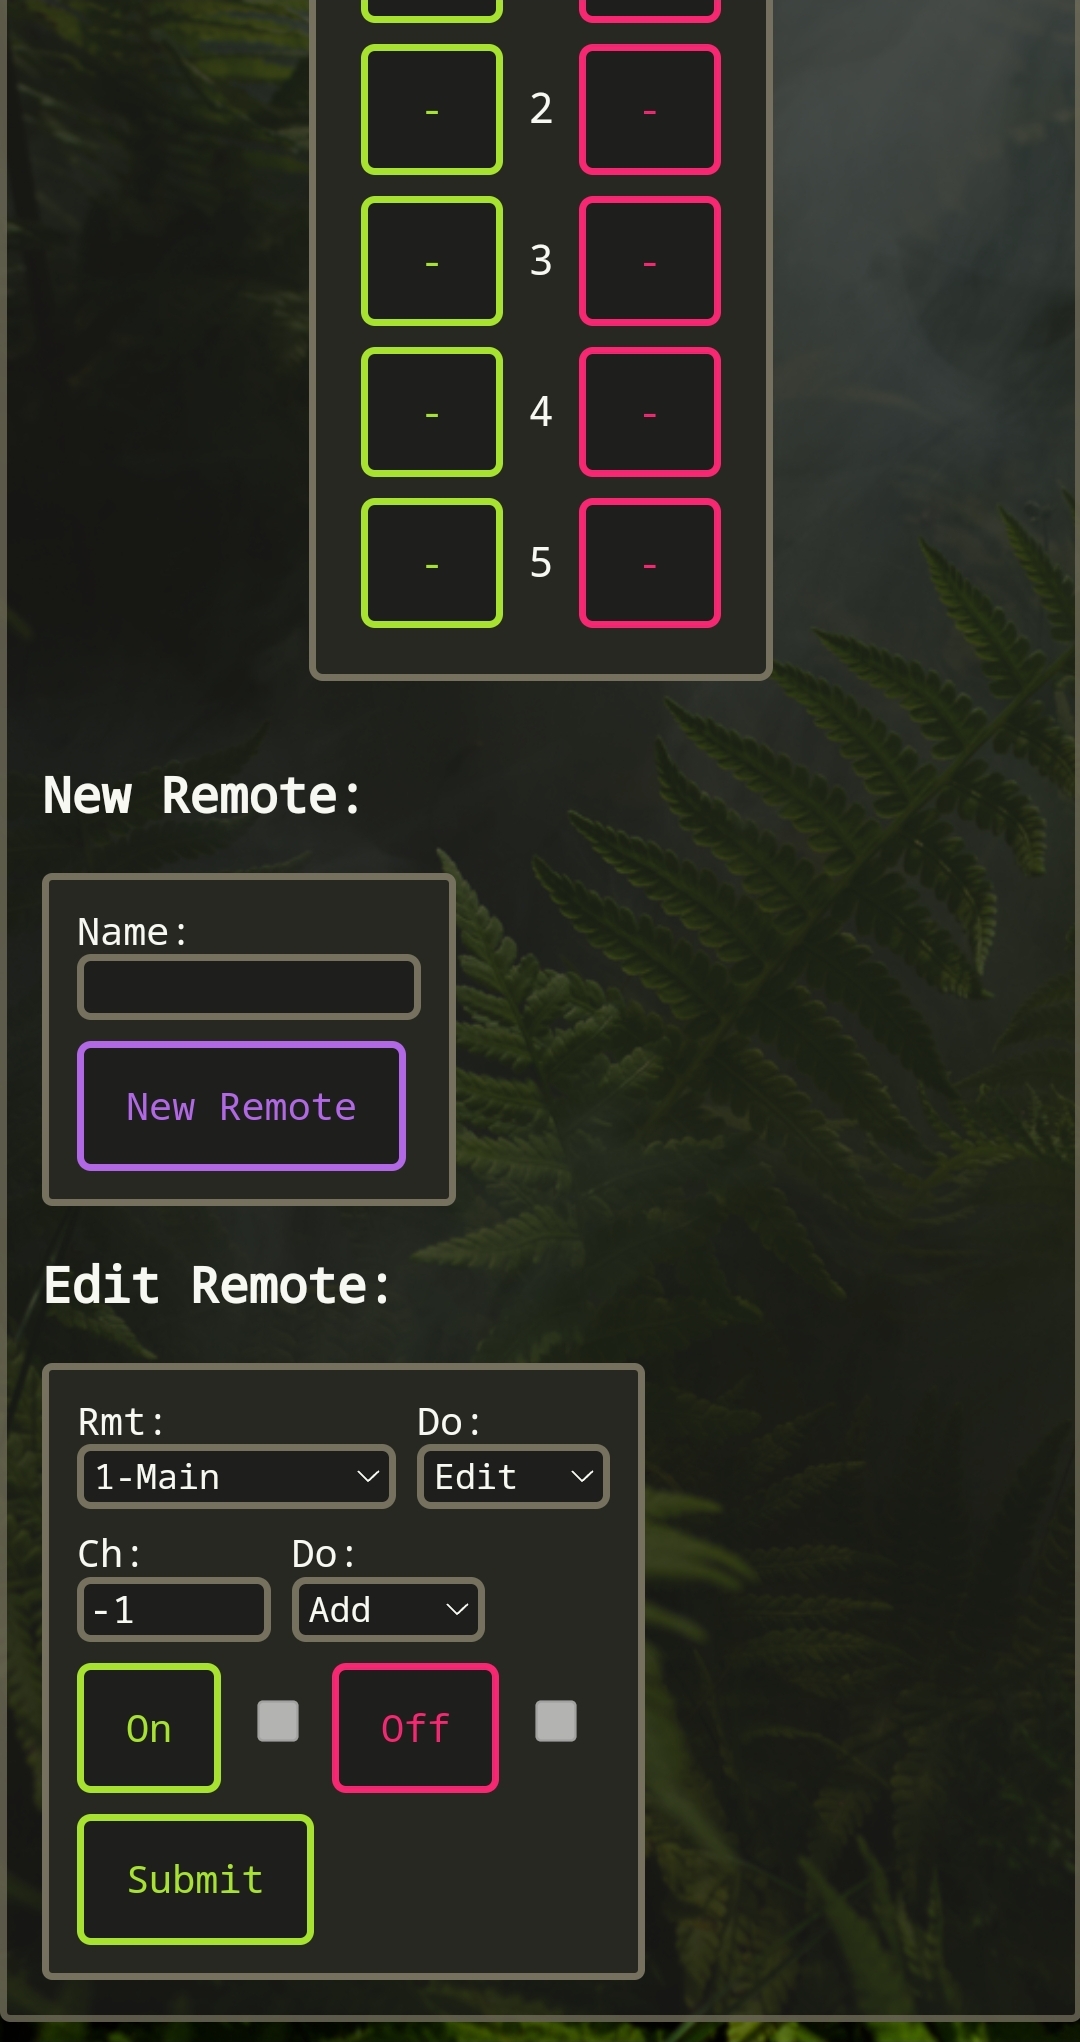 - 2 -
- 3 -
- 4 -
- 5 -
New Remote:
Name:
New Remote
Edit Remote:
Rmt: Do:
1-Main Edit
Ch: Do:
-1 Add
On Off
Submit